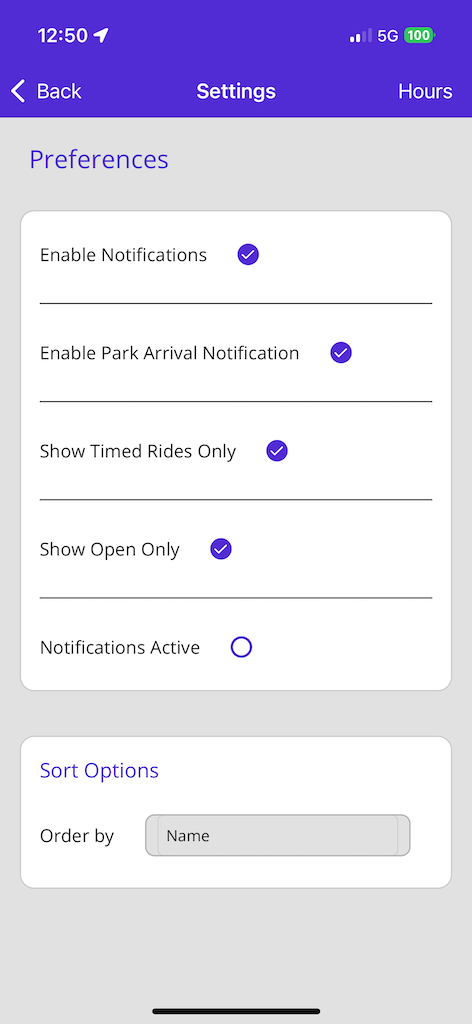 12:50
5G 100
Back Settings Hours
Preferences
Enable Notifications
Enable Park Arrival Notification
Show Timed Rides Only
Show Open Only
Notifications Active
Sort Options
Order by Name